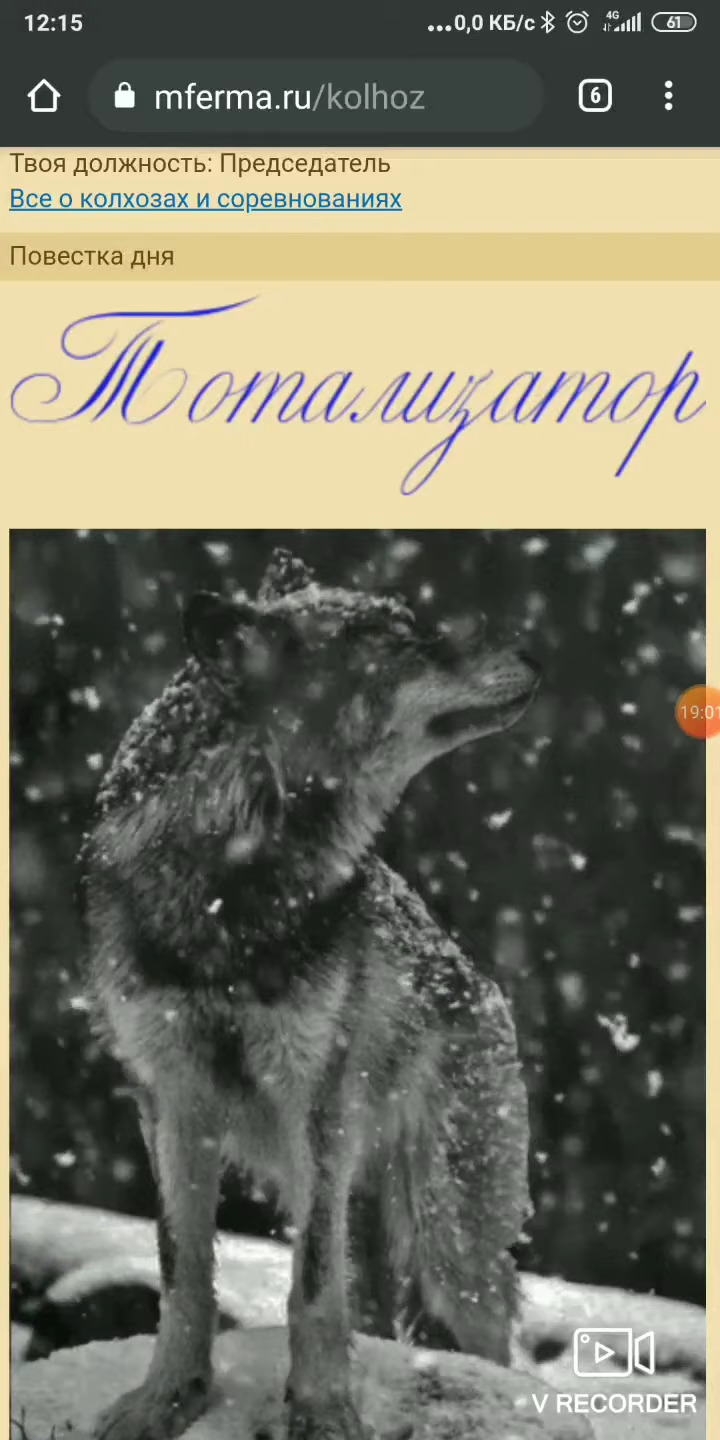 12:15
...0,0 КБ/с 4G 61
mferma.ru/kolhoz
6
Твоя должность: Председатель
Все о колхозах и соревнованиях
Повестка дня
Тотализатор
19:01
V RECORDER